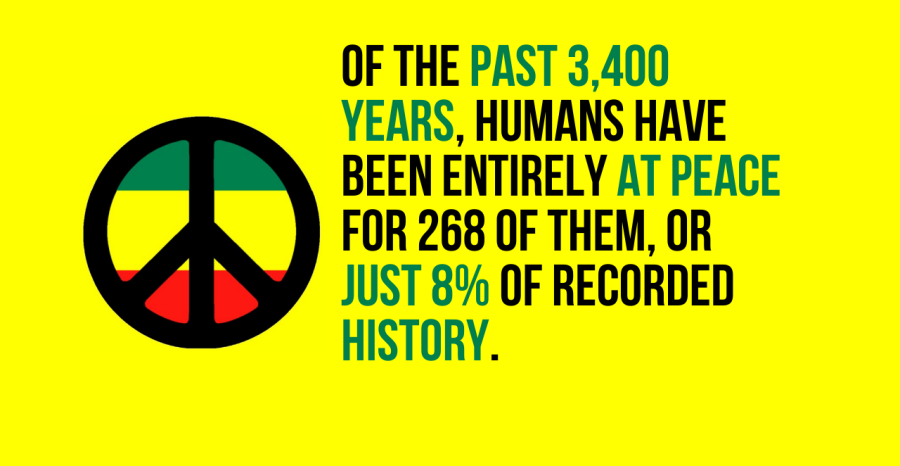 OF THE PAST 3,400
YEARS, HUMANS HAVE
BEEN ENTIRELY AT PEACE
FOR 268 OF THEM, OR
JUST 8% OF RECORDED
HISTORY.